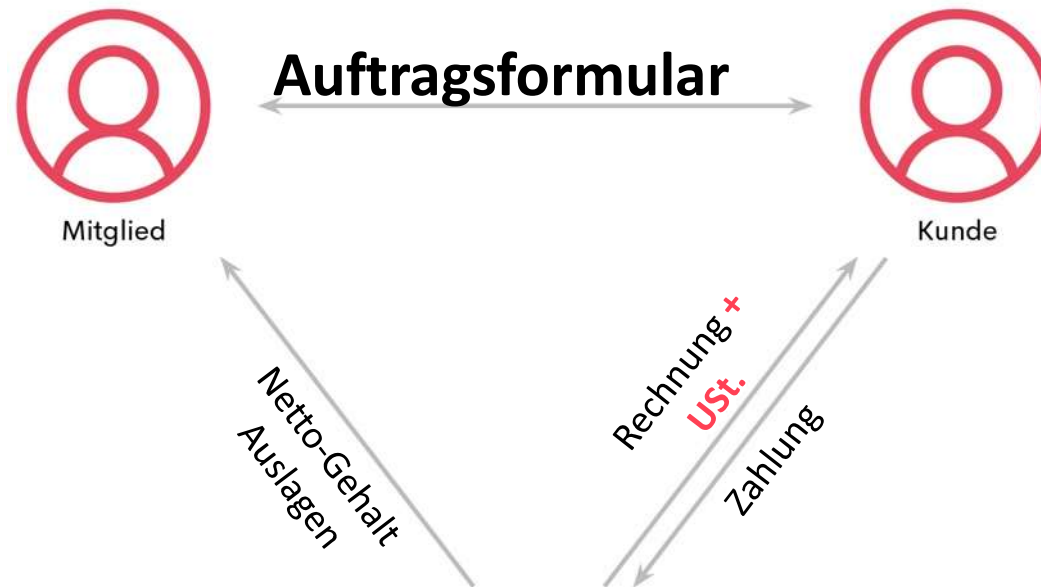 Auftragsformular
Mitglied
Kunde
Netto-Gehalt
Auslagen
Rechnung +
USt.
Zahlung